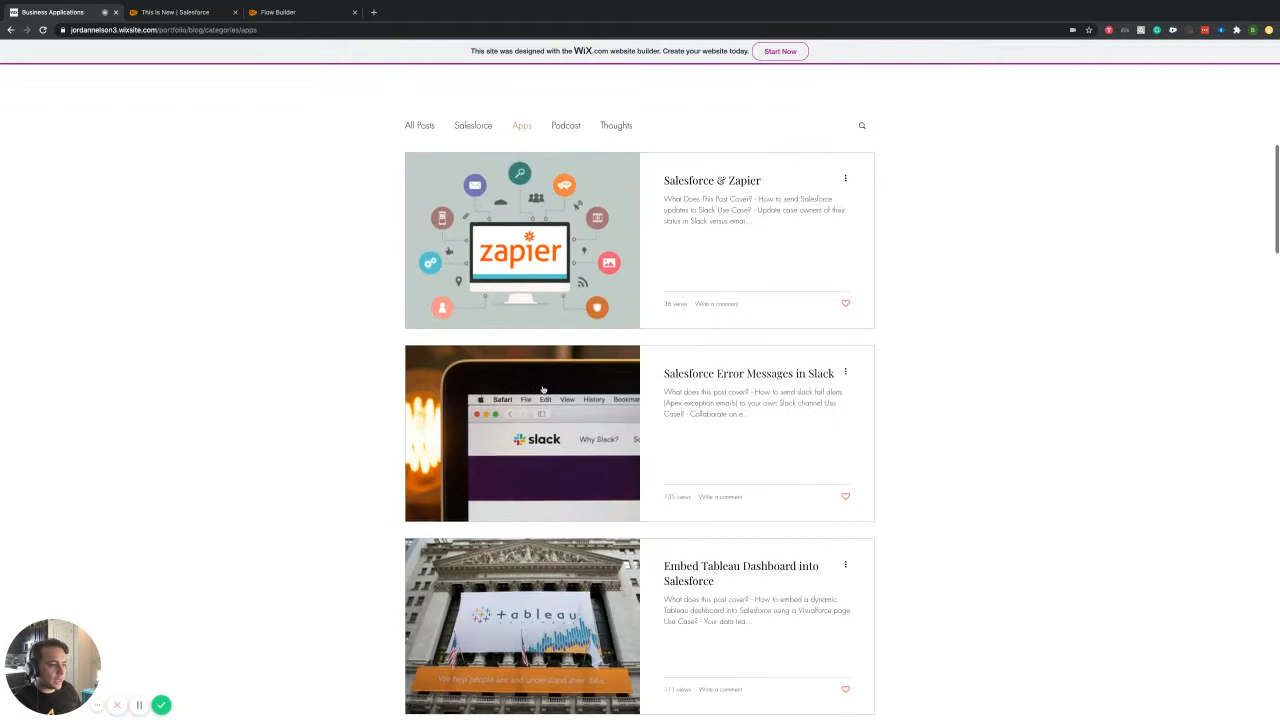 Business Applications
This Is New | Salesforce
Flow Builder
jordannelson3.wixsite.com/portfolio/blog/categories/apps
This site was designed with the WiX.com website builder. Create your website today.
Start Now
All Posts
Salesforce
Apps
Podcast
Thoughts
zapier
Salesforce & Zapier
What Does This Post Cover? - How to send Salesforce
updates to Slack Use Case? - Update case owners of their
status in Slack versus emai...
36 views
Write a comment
Safari File Edit View History Bookmar
slack
Why Slack?
So
Salesforce Error Messages in Slack
What does this post cover? - How to send slack fail alerts
(Apex exception emails) to your own Slack channel Use
Case? - Collaborate on e...
135 views
Write a comment
tableau
We help people see and understand their data.
Embed Tableau Dashboard into
Salesforce
What does this post cover? - How to embed a dynamic
Tableau dashboard into Salesforce using a Visualforce page
Use Case? - Your data tea...
111 views
Write a comment